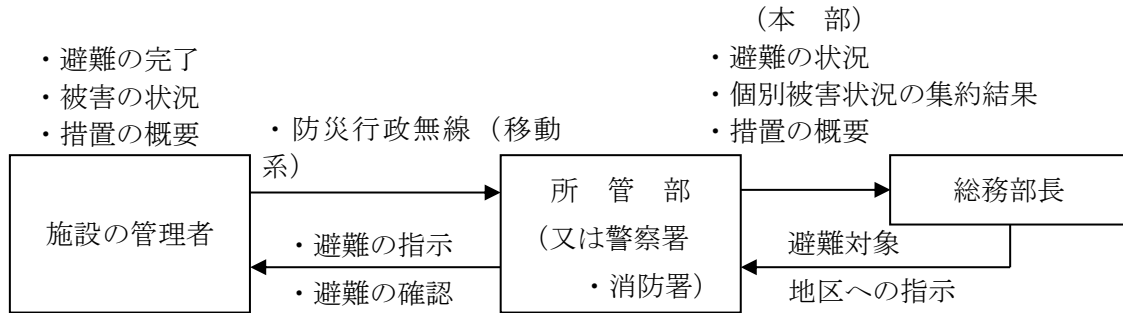 ・避難の完了
・被害の状況
・措置の概要
・防災行政無線（移動
系）
（本　部）
・避難の状況
・個別被害状況の集約結果
・措置の概要
施設の管理者
所　管　部
（又は警察署
・消防署）
総務部長
・避難の指示
・避難の確認
避難対象
地区への指示